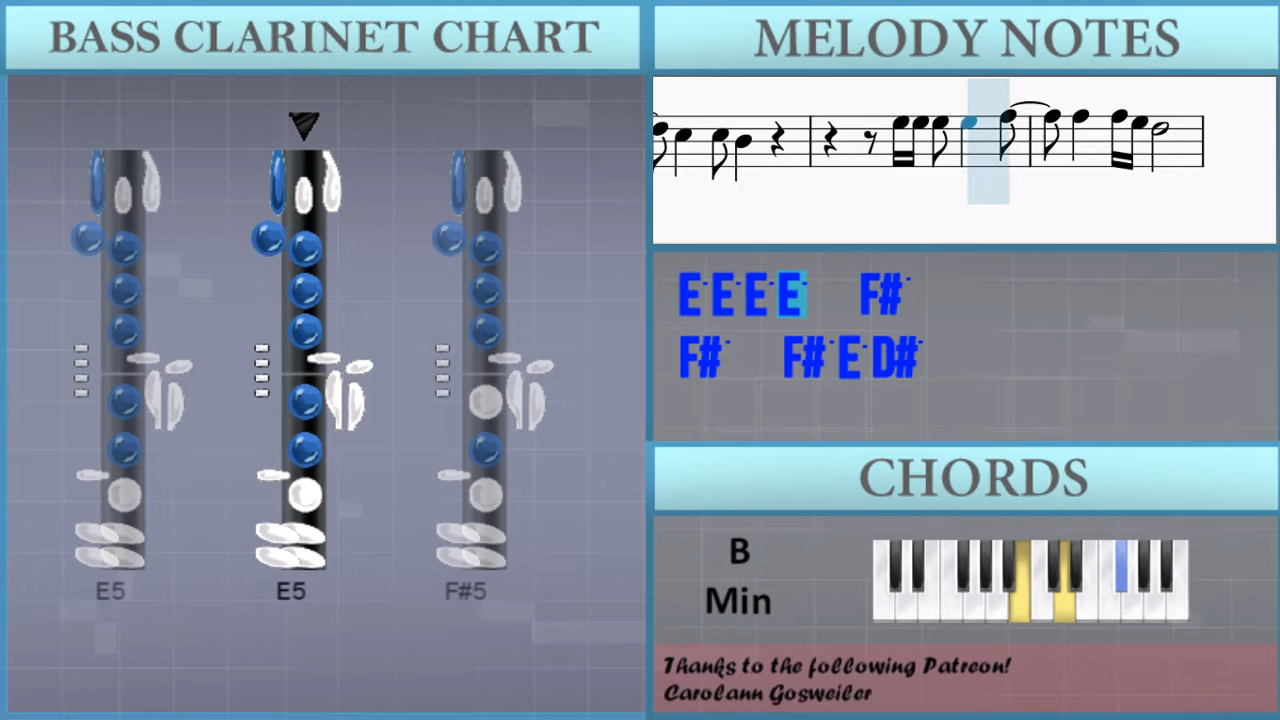 BASS CLARINET CHART
MELODY NOTES
E· E· E· E· F#·
F#· F#· E· D#·
E5 E5 F#5
CHORDS
B
Min
Thanks to the following Patreon!
Carolann Gosweiler